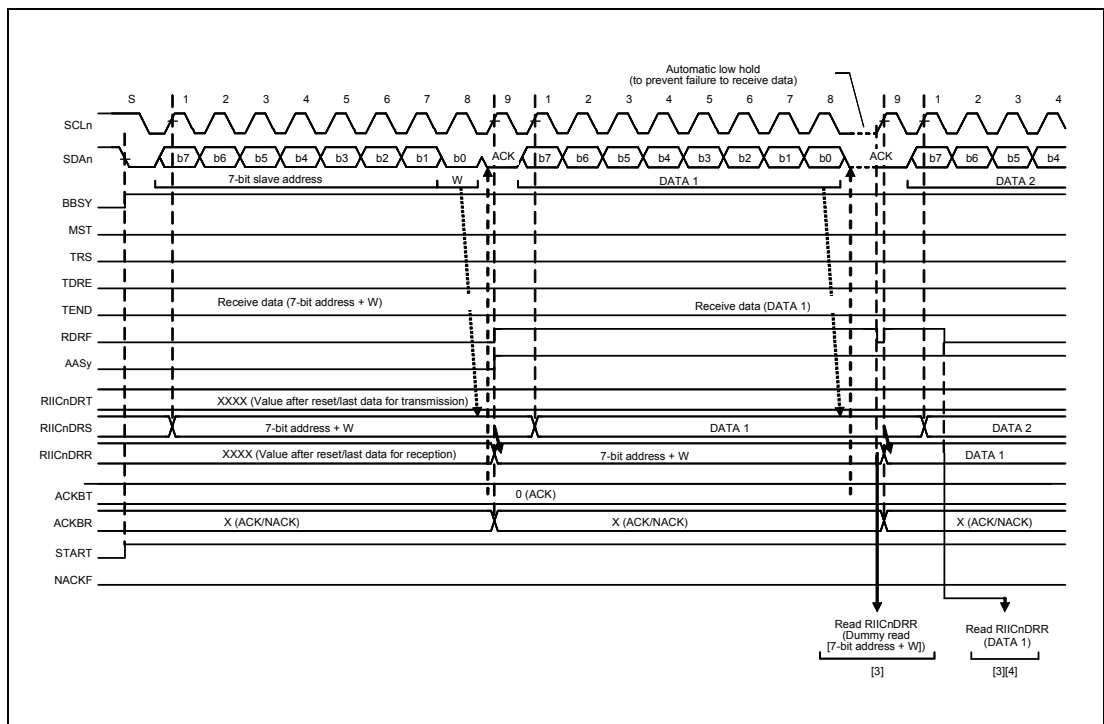 Automatic low hold
(to prevent failure to receive data)
S 1 2 3 4 5 6 7 8 9 1 2 3 4 5 6 7 8 9 1 2 3 4
SCLn
SDAn b7 b6 b5 b4 b3 b2 b1 b0 ACK b7 b6 b5 b4 b3 b2 b1 b0 ACK b7 b6 b5 b4
7-bit slave address W DATA 1 DATA 2
BBSY
MST
TRS
TDRE
Receive data (7-bit address + W) Receive data (DATA 1)
TEND
RDRF
AASy
RIICnDRT XXXX (Value after reset/last data for transmission)
RIICnDRS 7-bit address + W DATA 1 DATA 2
RIICnDRR XXXX (Value after reset/last data for reception) 7-bit address + W DATA 1
ACKBT 0 (ACK)
ACKBR X (ACK/NACK) X (ACK/NACK) X (ACK/NACK)
START
NACKF
Read RIICnDRR Read RIICnDRR
(Dummy read (DATA 1)
[7-bit address + W])
[3] [3][4]